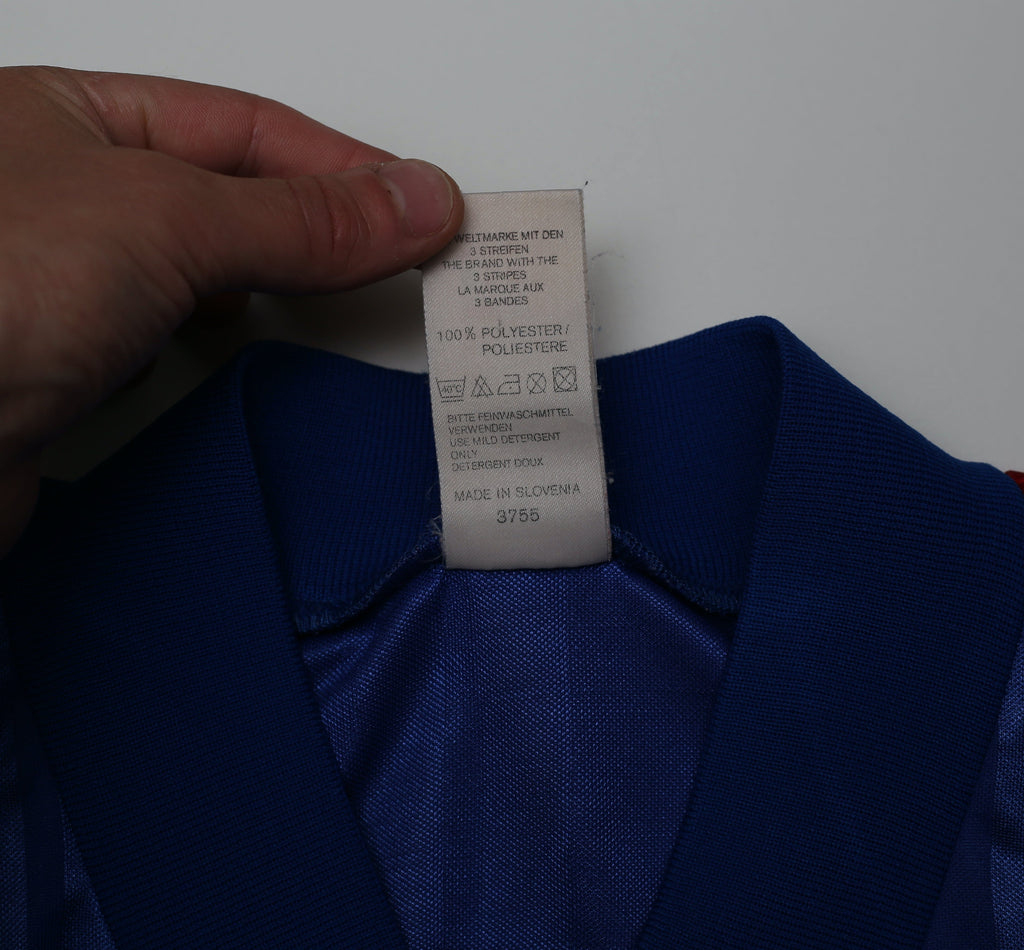 WELTMARKE MIT DEN
3 STREIFEN
THE BRAND WITH THE
3 STRIPES
LA MARQUE AUX
3 BANDES
100% POLYESTER/
POLIESTERE
40°C
BITTE FEINWASCHMITTEL
VERWENDEN
USE MILD DETERGENT
ONLY
DETERGENT DOUX
MADE IN SLOVENIA
3755